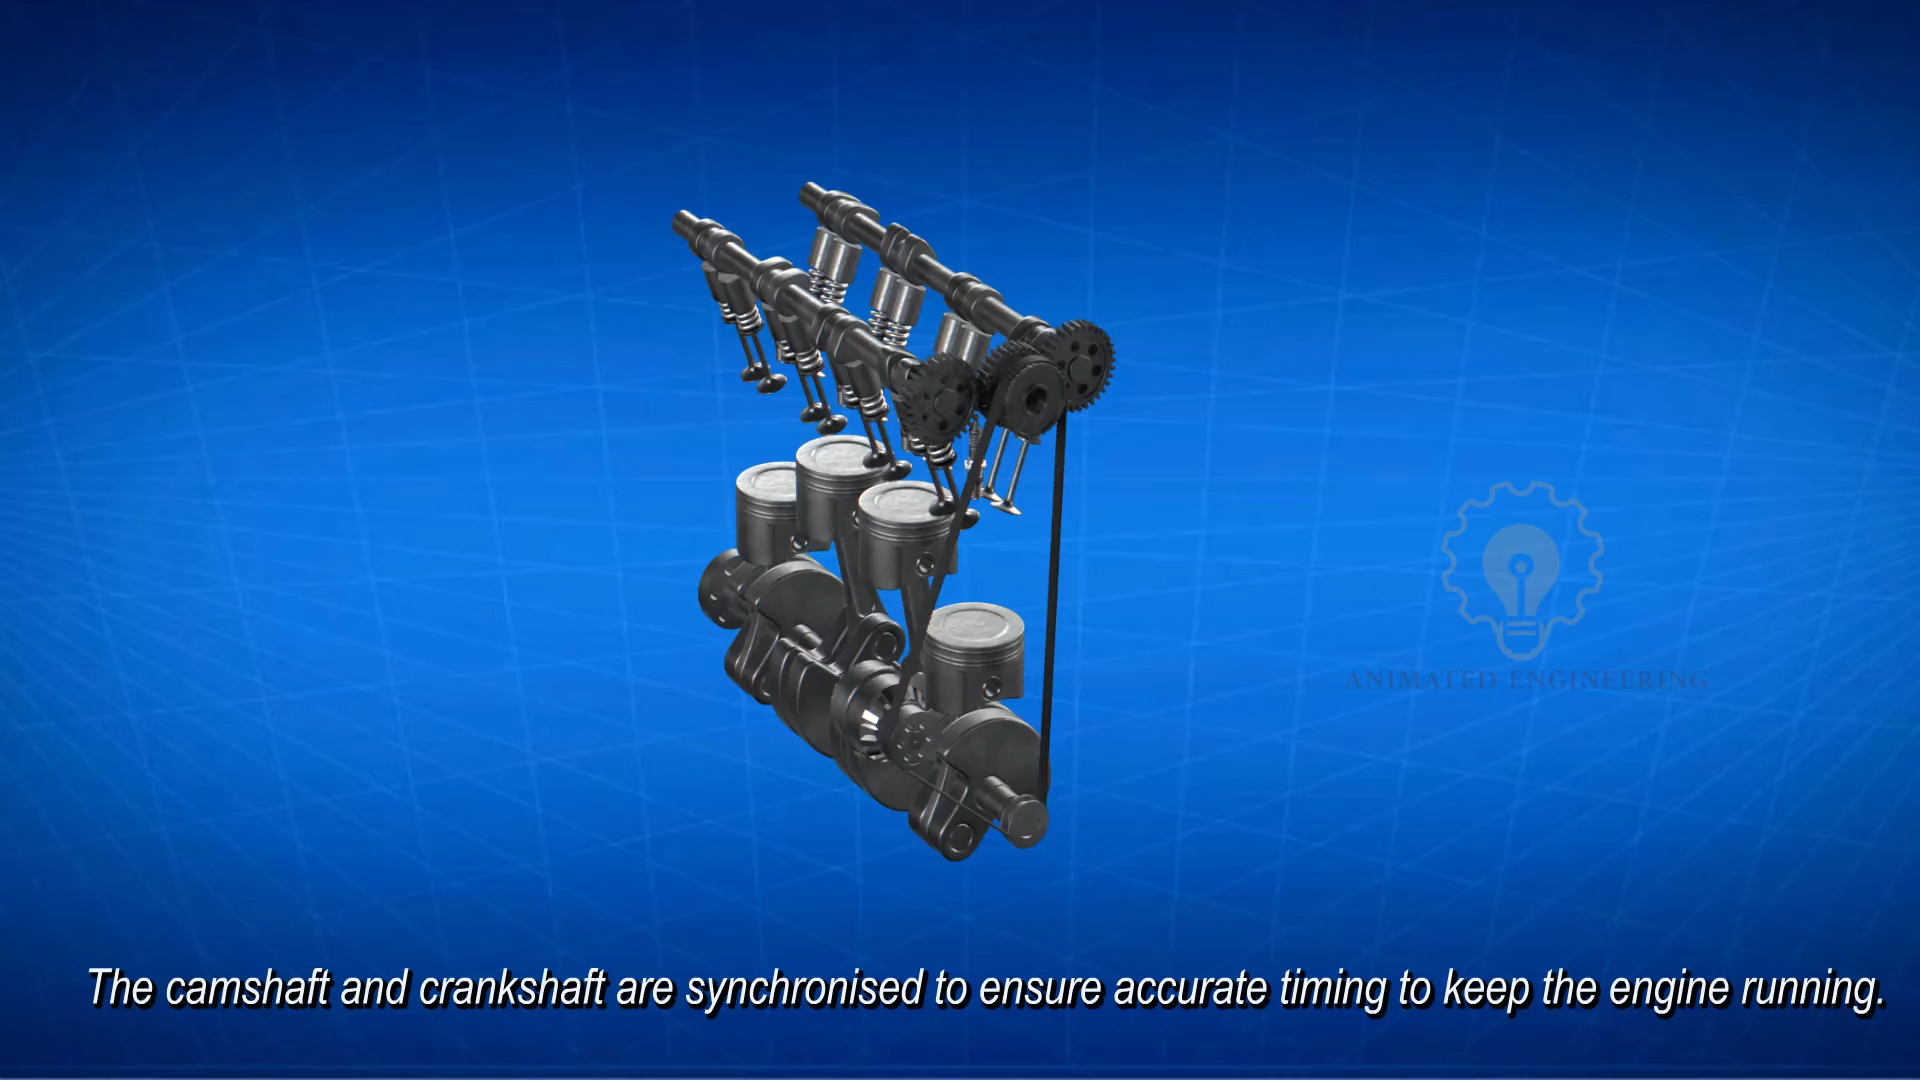 ANIMATED ENGINEERING
The camshaft and crankshaft are synchronised to ensure accurate timing to keep the engine running.